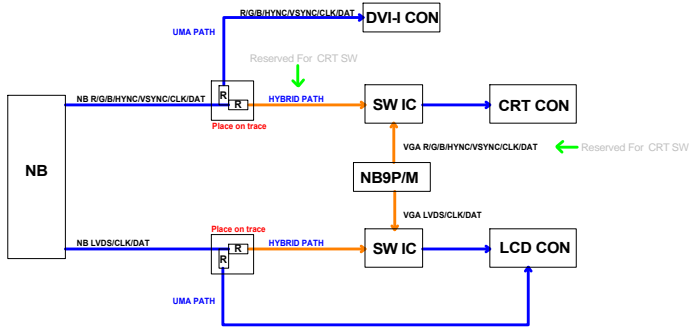 R/G/B/HYNC/VSYNC/CLK/DAT
DVI-I CON
UMA PATH
Reserved For CRT SW
NB R/G/B/HYNC/VSYNC/CLK/DAT
R
R
HYBRID PATH
SW IC
CRT CON
Place on trace
VGA R/G/B/HYNC/VSYNC/CLK/DAT
Reserved For CRT SW
NB
NB9P/M
VGA LVDS/CLK/DAT
Place on trace
NB LVDS/CLK/DAT
R
HYBRID PATH
SW IC
LCD CON
R
UMA PATH